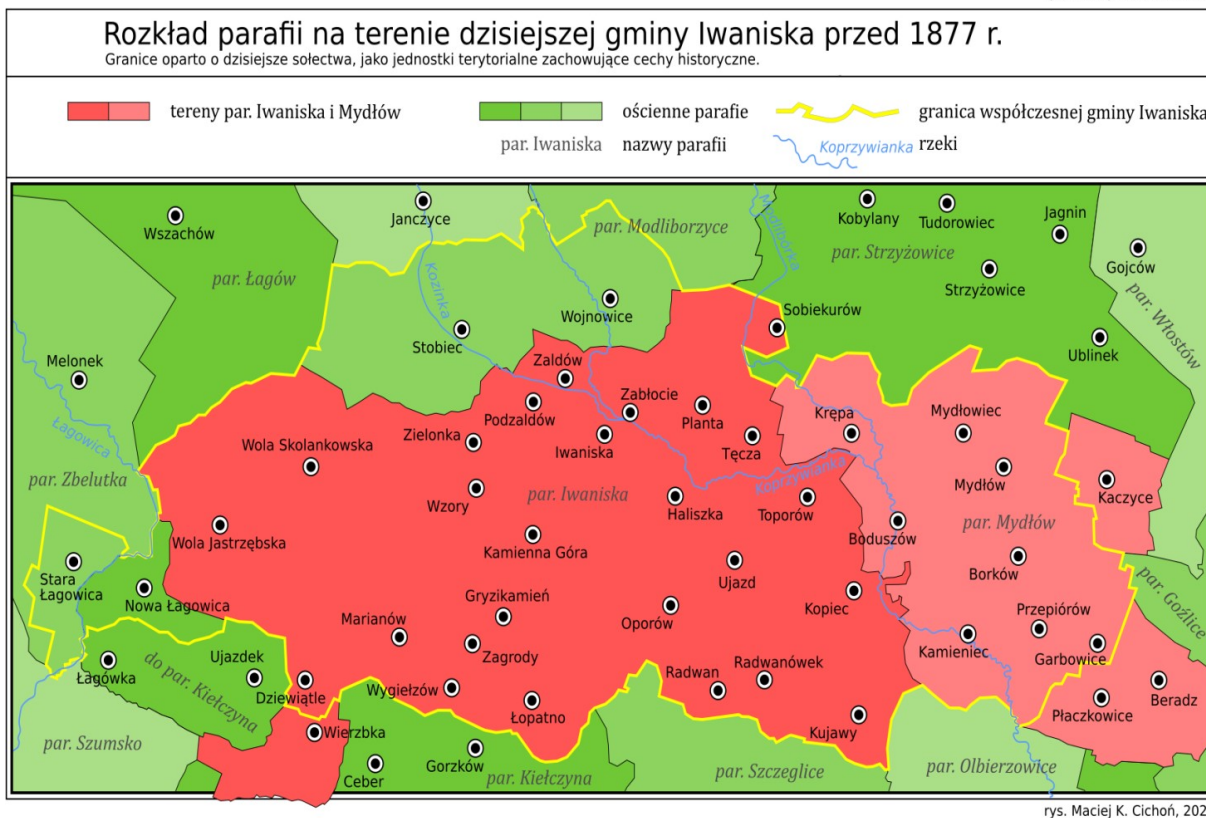 Rozkład parafii na terenie dzisiejszej gminy Iwaniska przed 1877 r.
Granice oparto o dzisiejsze sołectwa, jako jednostki terytorialne zachowujące cechy historyczne.
tereny par. Iwaniska i Mydłów
ościenne parafie
granica współczesnej gminy Iwaniska
par. Iwaniska
nazwy parafii
Koprzywianka
rzeki
Janczyce
Wszachów
Kobylany
Tudorowiec
Jagnin
par. Modliborzyce
Modlibórka
par. Strzyżowice
Gojców
par. Łagów
Kozinka
Strzyżowice
par. Włostów
Wojnowice
Sobiekurów
Stobiec
Ublinek
Melonek
Zaldów
Podzaldów
Zabłocie
Planta
Krępa
Mydłowiec
Łagowica
Wola Skolankowska
Zielonka
Iwaniska
Tęcza
Koprzywianka
Mydłów
Kaczyce
par. Zbelutka
Wzory
par. Iwaniska
Haliszka
Toporów
par. Mydłów
Wola Jastrzębska
Kamienna Góra
Boduszów
Stara
Łagowica
Ujazd
Borków
Nowa Łagowica
Gryzikamień
Oporów
Kopiec
Przepiórów
par. Goźlice
Marianów
Zagrody
Kamieniec
Garbowice
Łagówka
do par. Kiełczyna
Ujazdek
Dziewiątle
Wygiełzów
Łopatno
Radwan
Radwanówek
Płaczkowice
Beradz
par. Szumsko
Wierzbka
Kujawy
Ceber
Gorzków
par. Kiełczyna
par. Szczeglice
par. Olbierzowice
rys. Maciej K. Cichoń, 202